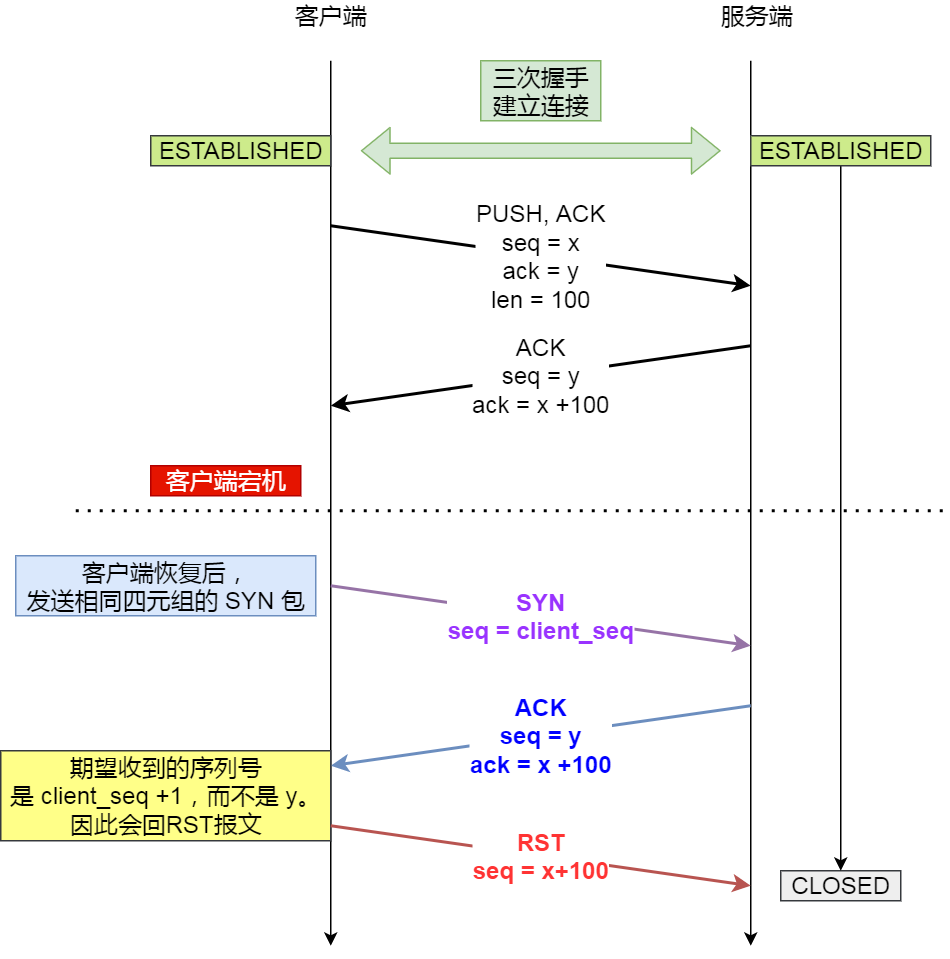 客户端
服务端
三次握手
建立连接
ESTABLISHED
ESTABLISHED
PUSH, ACK
seq = x
ack = y
len = 100
ACK
seq = y
ack = x +100
客户端宕机
客户端恢复后，
发送相同四元组的 SYN 包
SYN
seq = client_seq
ACK
seq = y
ack = x +100
期望收到的序列号
是 client_seq +1，而不是 y。
因此会回RST报文
RST
seq = x+100
CLOSED